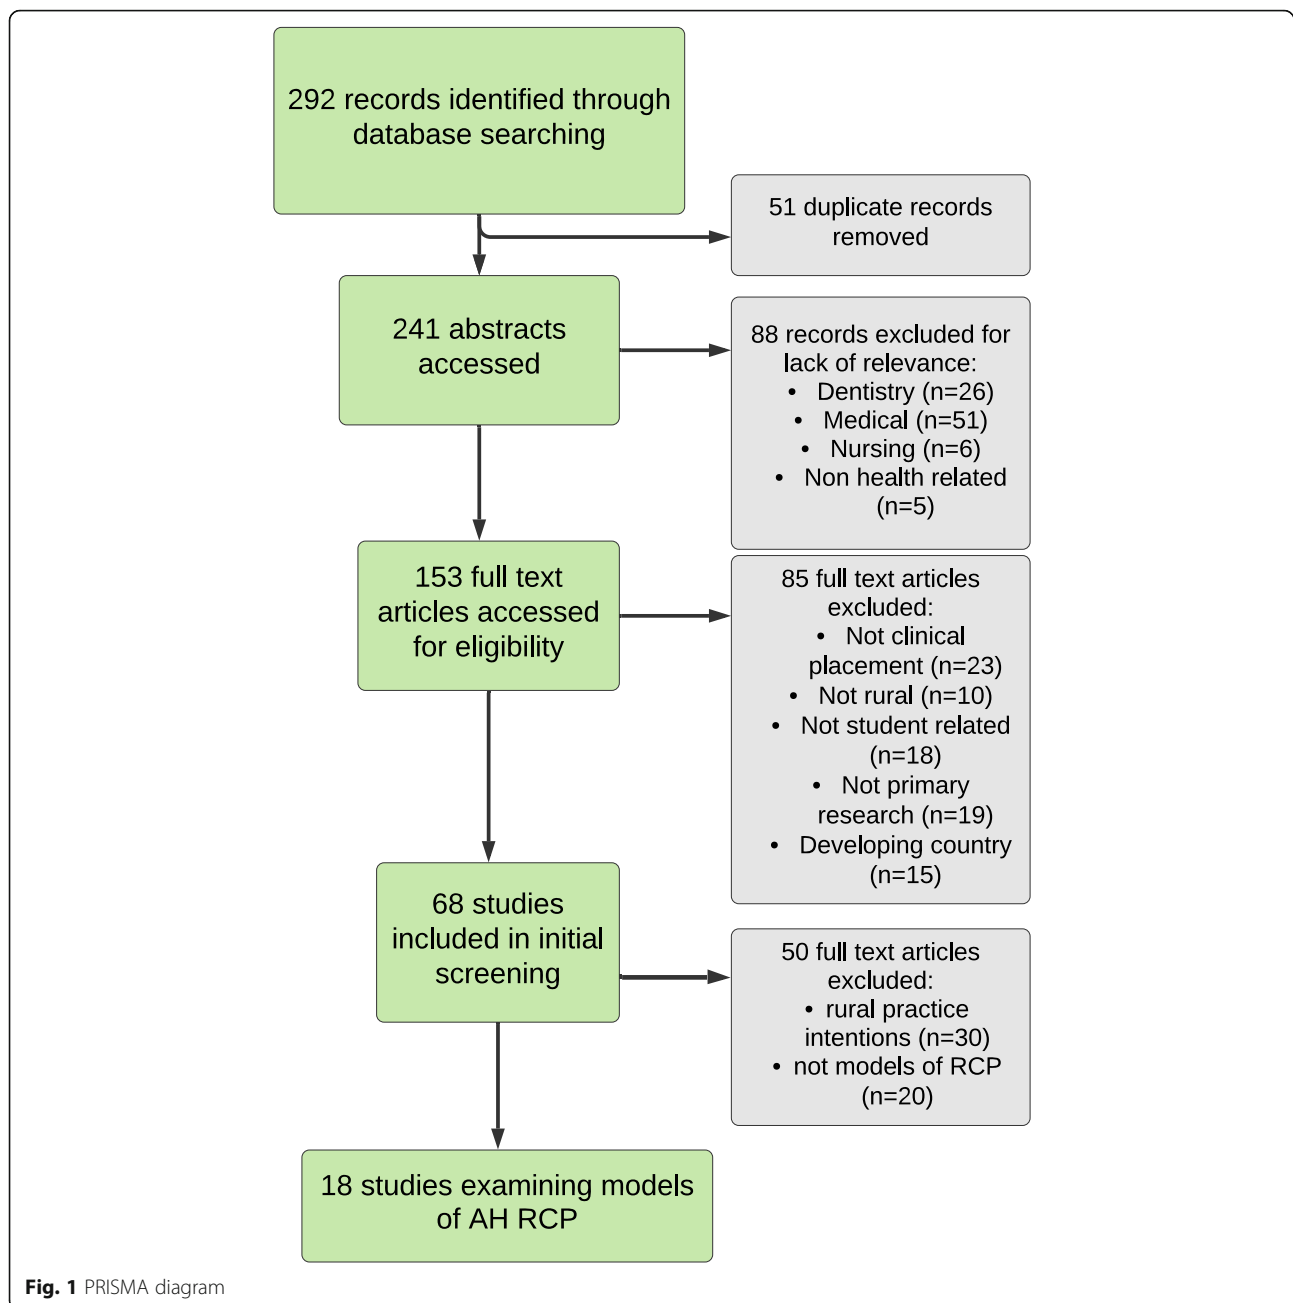 292 records identified through
database searching
51 duplicate records
removed
241 abstracts
accessed
88 records excluded for
lack of relevance:
• Dentistry (n=26)
• Medical (n=51)
• Nursing (n=6)
• Non health related
(n=5)
153 full text
articles accessed
for eligibility
85 full text articles
excluded:
• Not clinical
placement (n=23)
• Not rural (n=10)
• Not student related
(n=18)
• Not primary
research (n=19)
• Developing country
(n=15)
68 studies
included in initial
screening
50 full text articles
excluded:
• rural practice
intentions (n=30)
• not models of RCP
(n=20)
18 studies examining models
of AH RCP
Fig. 1 PRISMA diagram